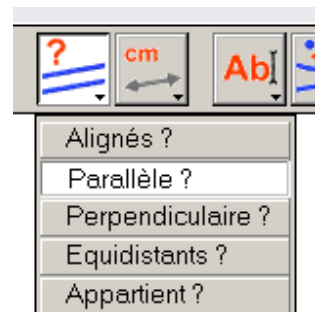 ?
cm
Ab
Alignés ?
Parallèle ?
Perpendiculaire ?
Equidistants ?
Appartient ?